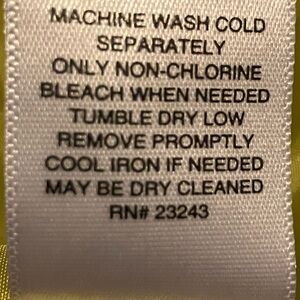 MACHINE WASH COLD
SEPARATELY
ONLY NON-CHLORINE
BLEACH WHEN NEEDED
TUMBLE DRY LOW
REMOVE PROMPTLY
COOL IRON IF NEEDED
MAY BE DRY CLEANED
RN# 23243